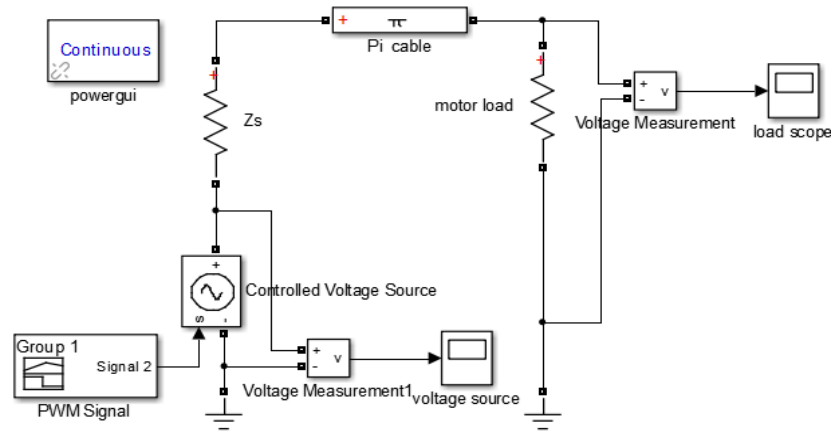 Continuous
powergui
+
Pi cable
+
Zs
+
motor load
+
-
v
Voltage Measurement
load scope
+
s
-
Controlled Voltage Source
Group 1
Signal 2
PWM Signal
+
-
v
Voltage Measurement1
voltage source